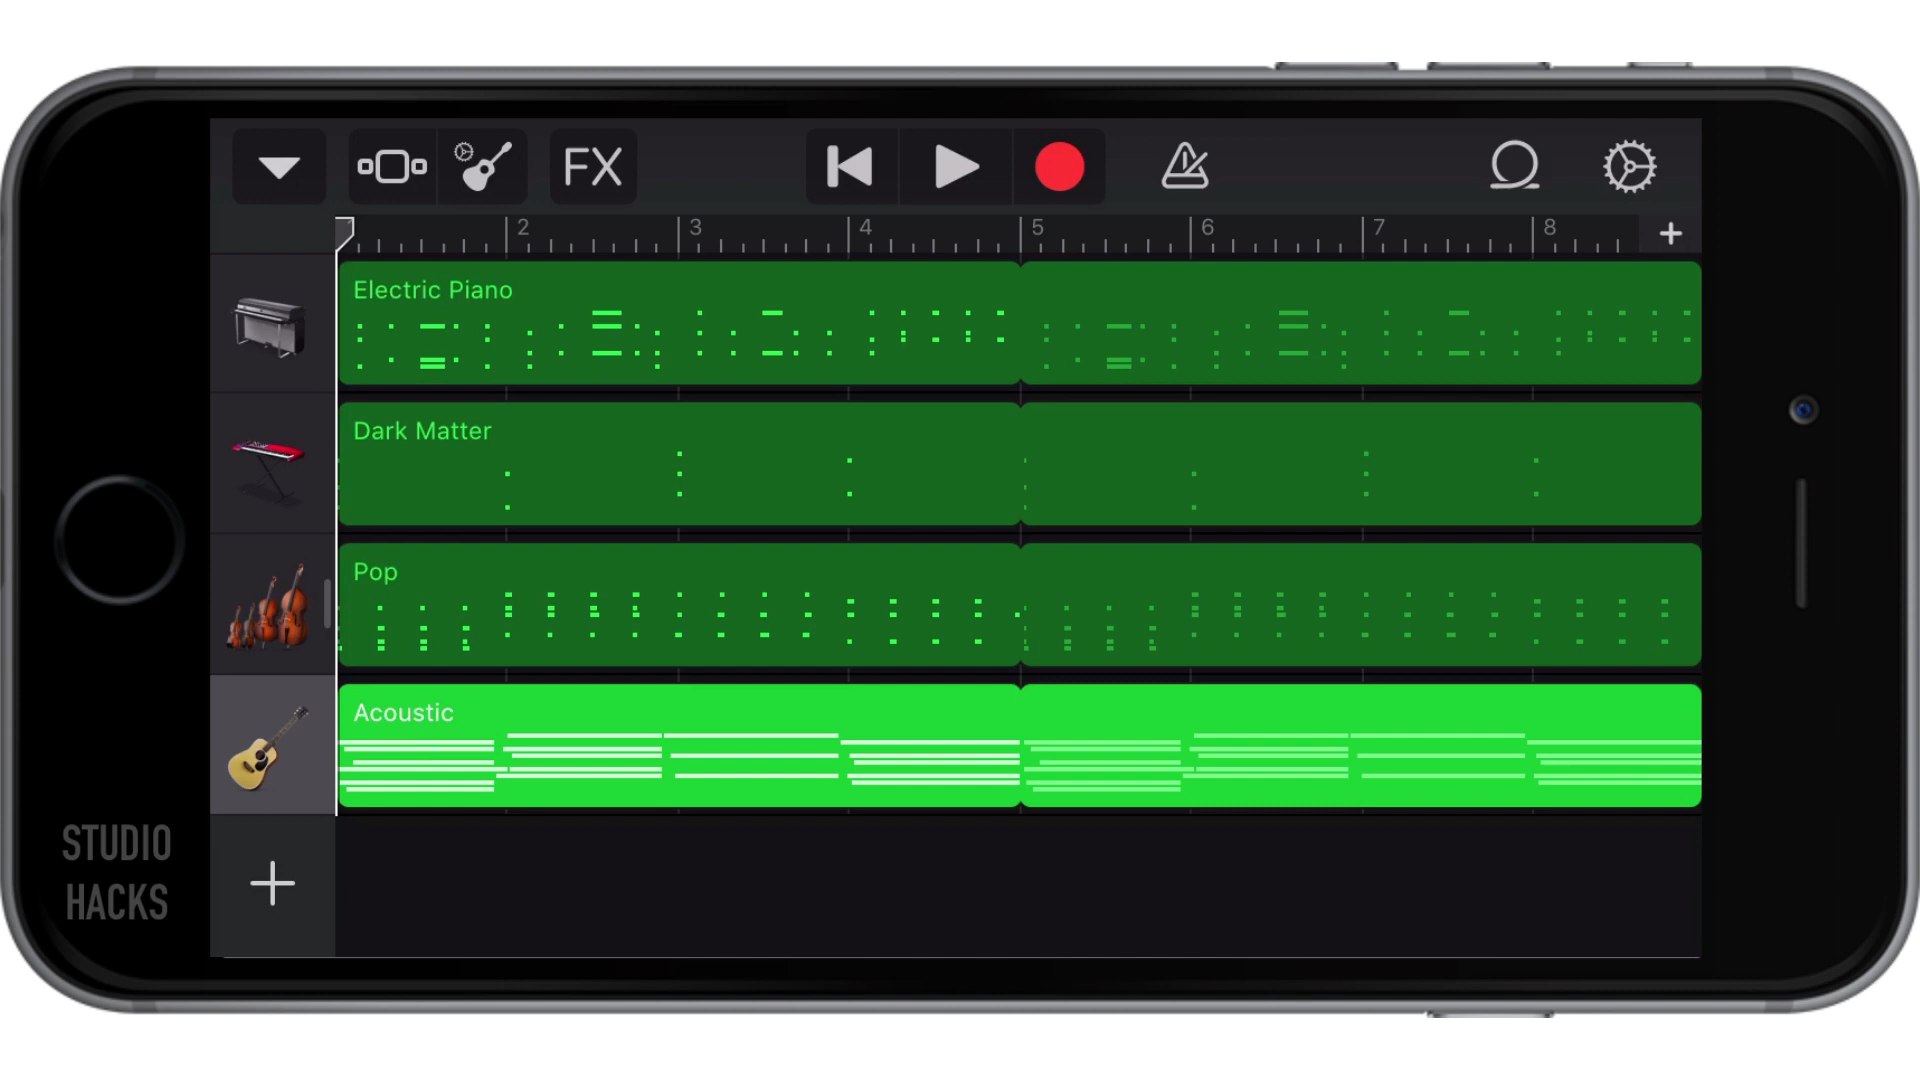 FX
2
3
4
5
6
7
8
Electric Piano
Dark Matter
Pop
Acoustic
STUDIO
HACKS